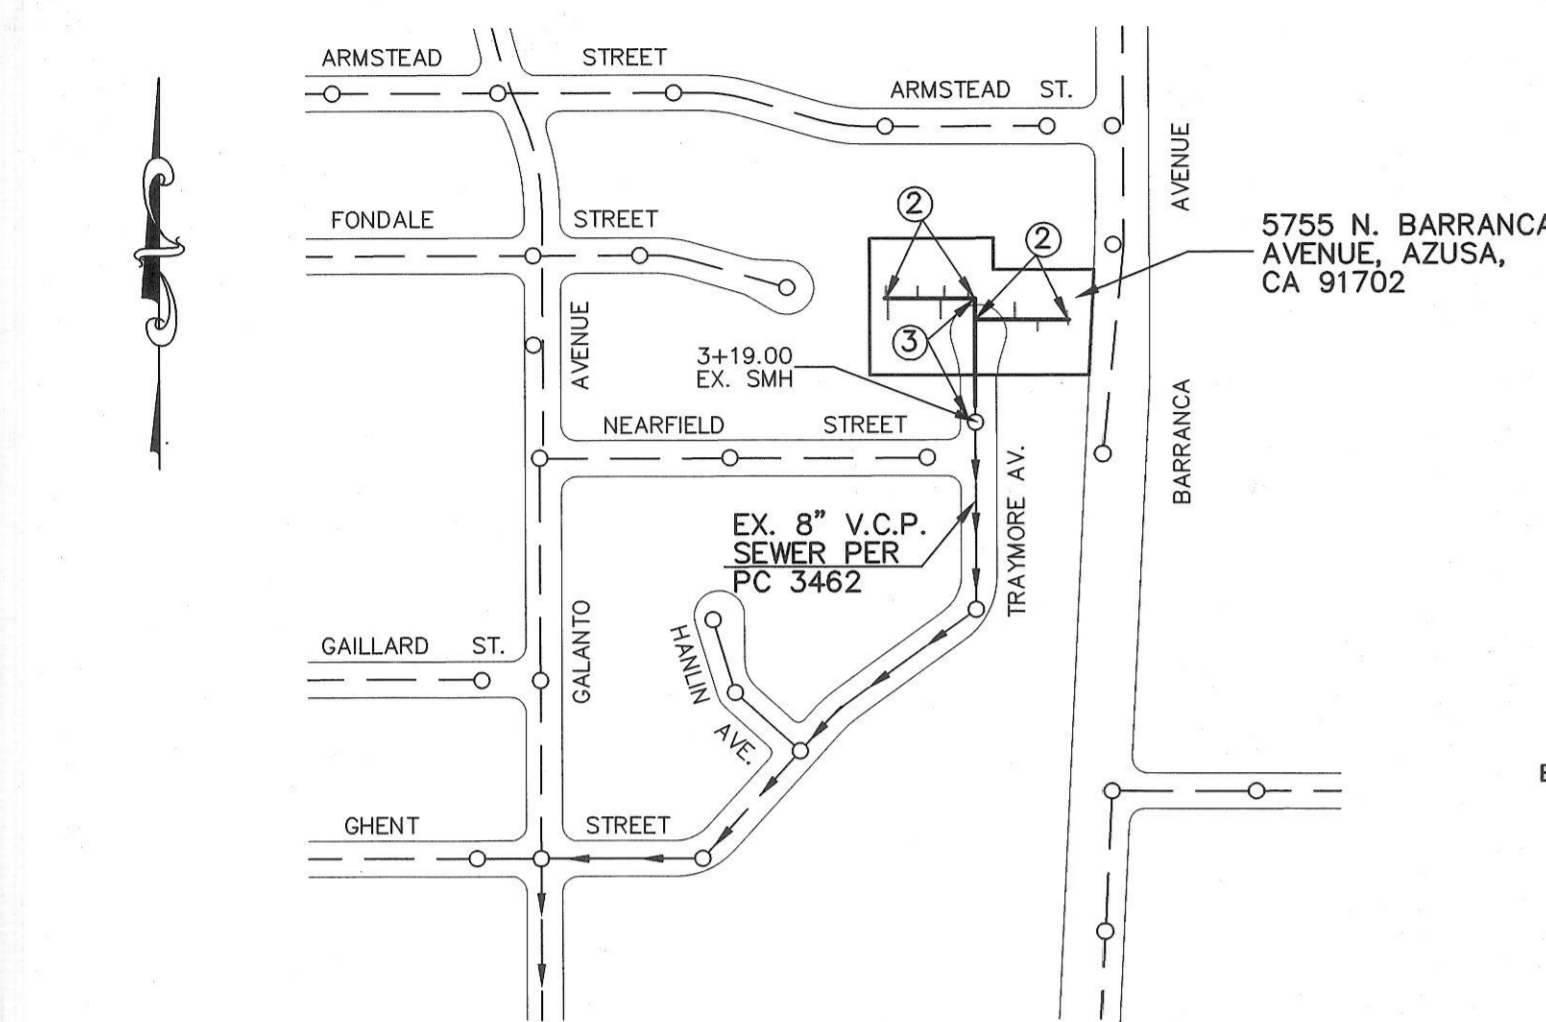 ARMSTEAD STREET
ARMSTEAD ST.
AVENUE
FONDALE STREET
2
2
5755 N. BARRANCA
AVENUE, AZUSA,
CA 91702
AVENUE
3
3+19.00
EX. SMH
NEARFIELD STREET
BARRANCA
TRAYMORE AV.
EX. 8" V.C.P.
SEWER PER
PC 3462
GALANTO
GAILLARD ST.
HANLIN AVE.
GHENT STREET